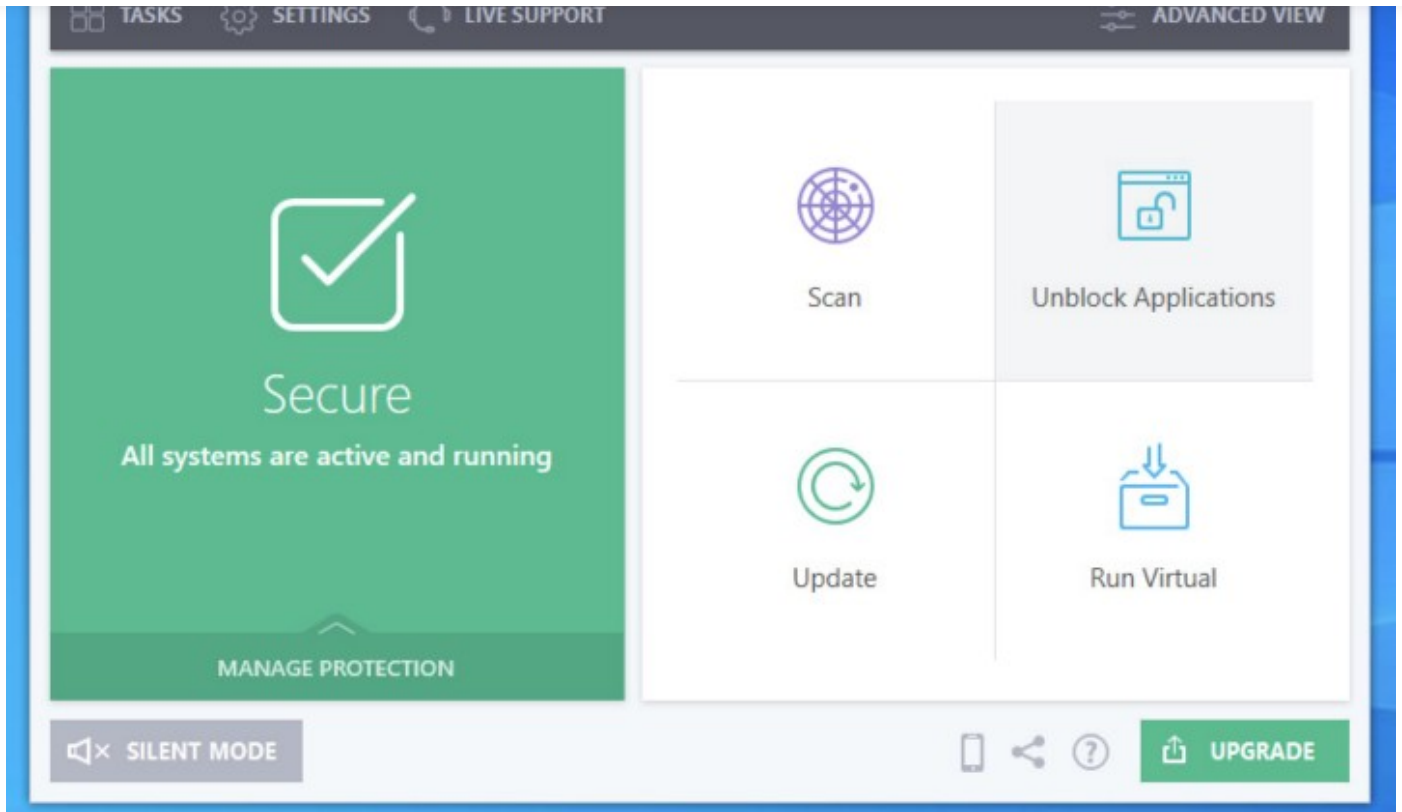 TASKS SETTINGS LIVE SUPPORT ADVANCED VIEW
Scan
Unblock Applications
Secure
All systems are active and running
Update
Run Virtual
MANAGE PROTECTION
SILENT MODE
? UPGRADE